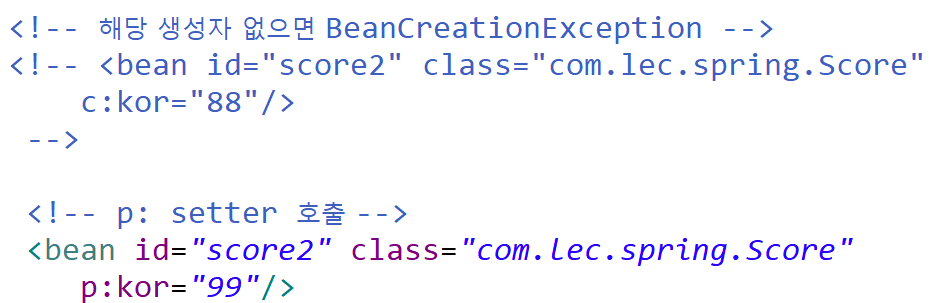 <!-- 해당 생성자 없으면 BeanCreationException -->
<!-- <bean id="score2" class="com.lec.spring.Score"
c:kor="88"/>
-->
<!-- p: setter 호출 -->
<bean id="score2" class="com.lec.spring.Score"
p:kor="99"/>